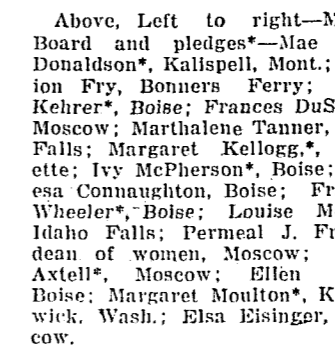 Above, Left to right—M
Board and pledges*—Mae
Donaldson*, Kalispell, Mont.;
ion Fry, Bonners Ferry;
Kehrer*, Boise; Frances DuS
Moscow; Marthalene Tanner,
Falls; Margaret Kellogg,*,
ette; Ivy McPherson*, Boise;
esa Connaughton, Boise; Fr
Wheeler*, Boise; Louise M
Idaho Falls; Permeal J. Fr
dean of women, Moscow;
Axtell*, Moscow; Ellen
Boise; Margaret Moulton*, K
wick, Wash.; Elsa Eisinger,
cow.